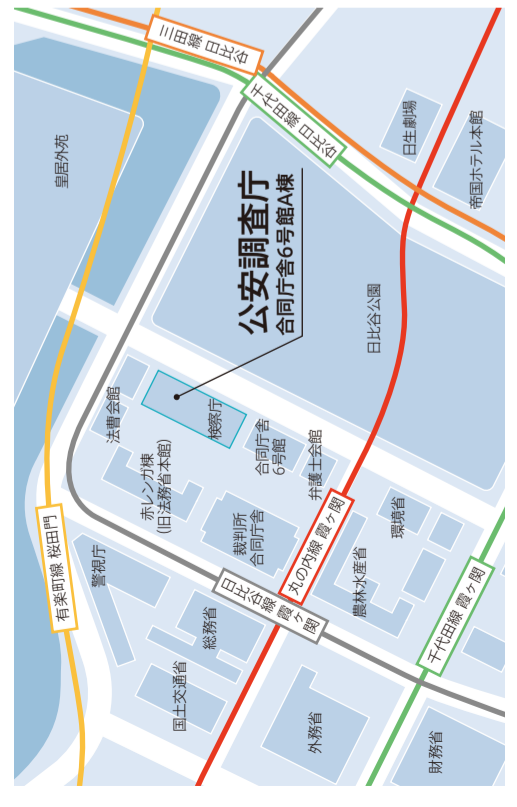 三田線 日比谷
千代田線 日比谷
皇居外苑
日生劇場
帝国ホテル本館
公安調査庁
合同庁舎6号館A棟
日比谷公園
法曹会館
検察庁
赤レンガ棟
(旧法務省本館)
合同庁舎
6号館
弁護士会館
裁判所
合同庁舎
有楽町線 桜田門
警視庁
丸の内線 霞ヶ関
環境省
農林水産省
日比谷線 霞ヶ関
総務省
国土交通省
千代田線 霞ヶ関
外務省
財務省